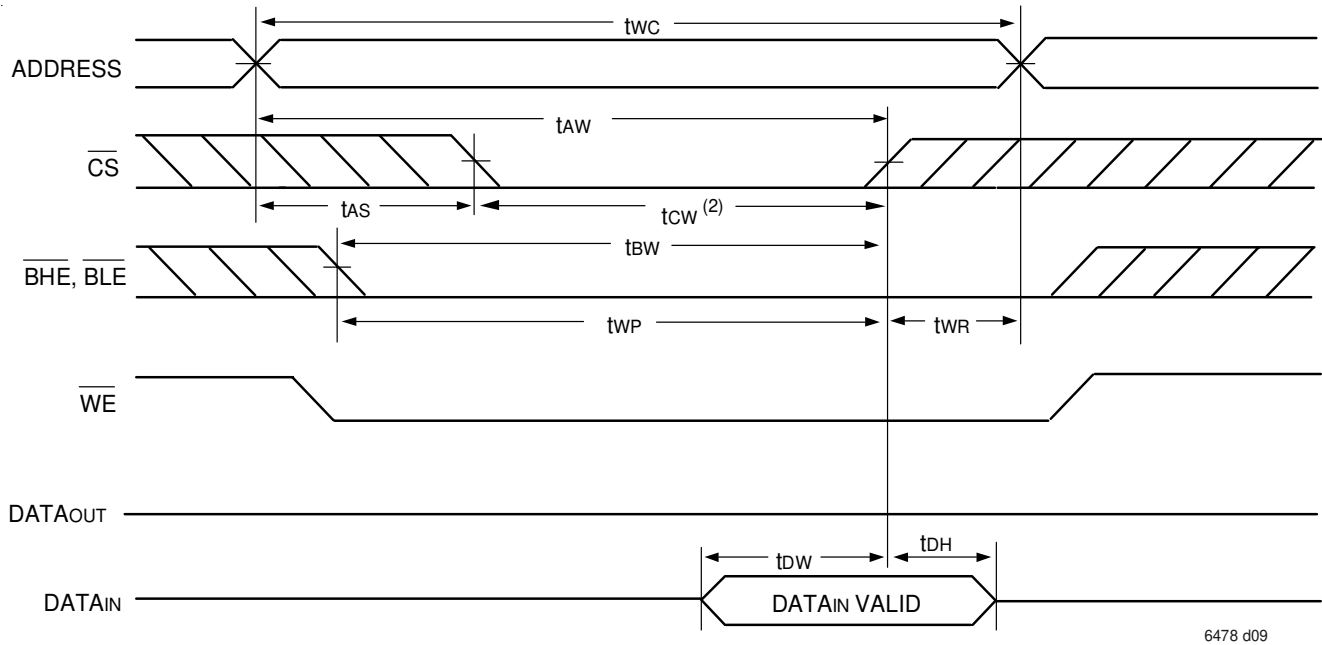 tWC
ADDRESS
tAW
CS
tAS
tCW (2)
tBW
BHE, BLE
tWP
tWR
WE
DATAOUT
tDW
tDH
DATAIN
DATAIN VALID
6478 d09